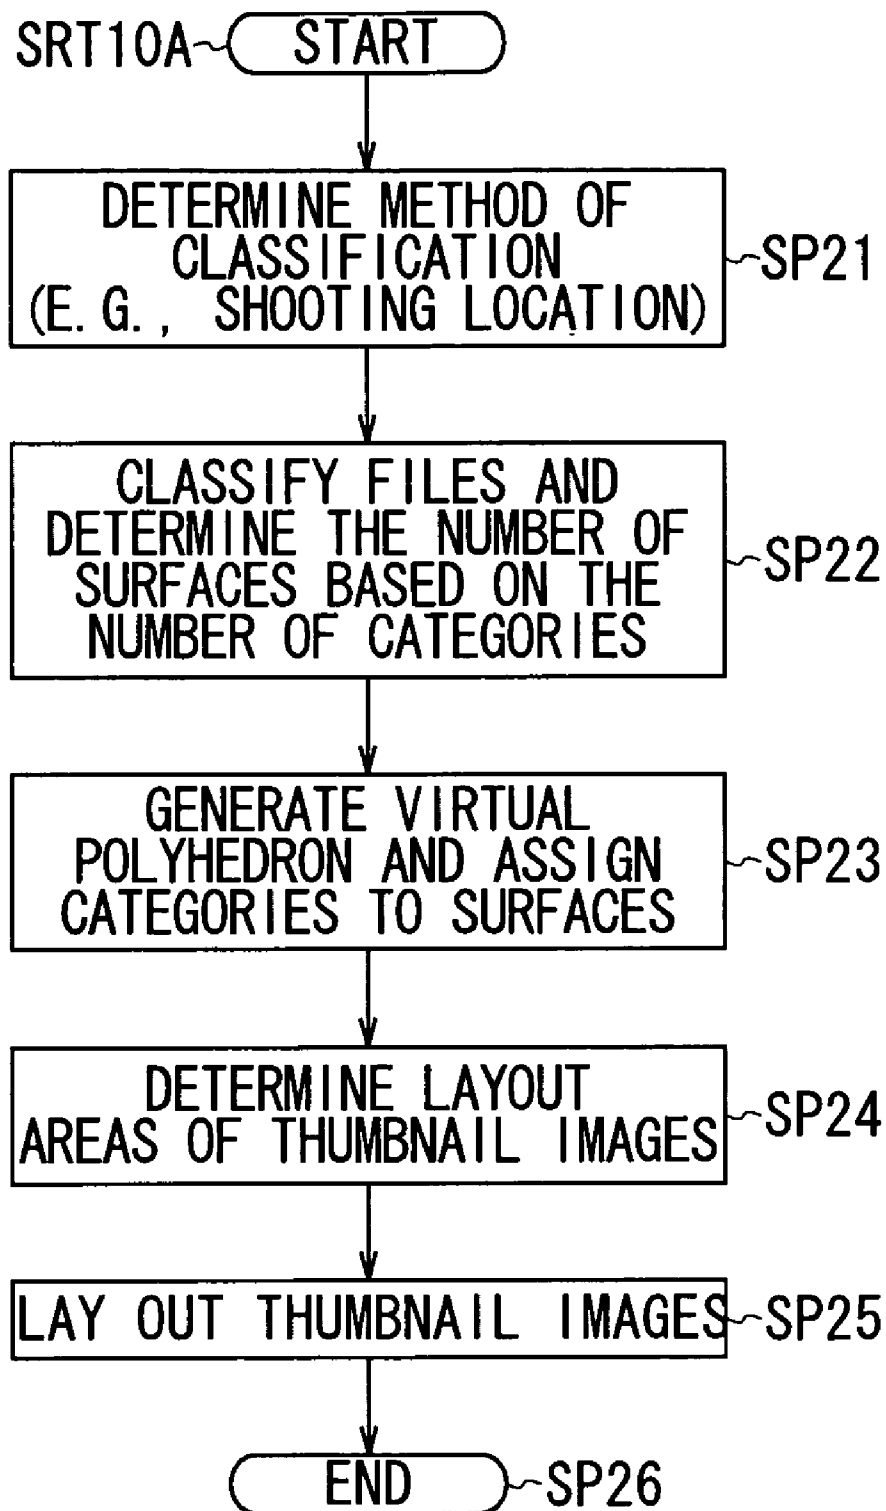 SRT10A START
DETERMINE METHOD OF
CLASSIFICATION
(E.G., SHOOTING LOCATION)
SP21
CLASSIFY FILES AND
DETERMINE THE NUMBER OF
SURFACES BASED ON THE
NUMBER OF CATEGORIES
SP22
GENERATE VIRTUAL
POLYHEDRON AND ASSIGN
CATEGORIES TO SURFACES
SP23
DETERMINE LAYOUT
AREAS OF THUMBNAIL IMAGES
SP24
LAY OUT THUMBNAIL IMAGES
SP25
END SP26